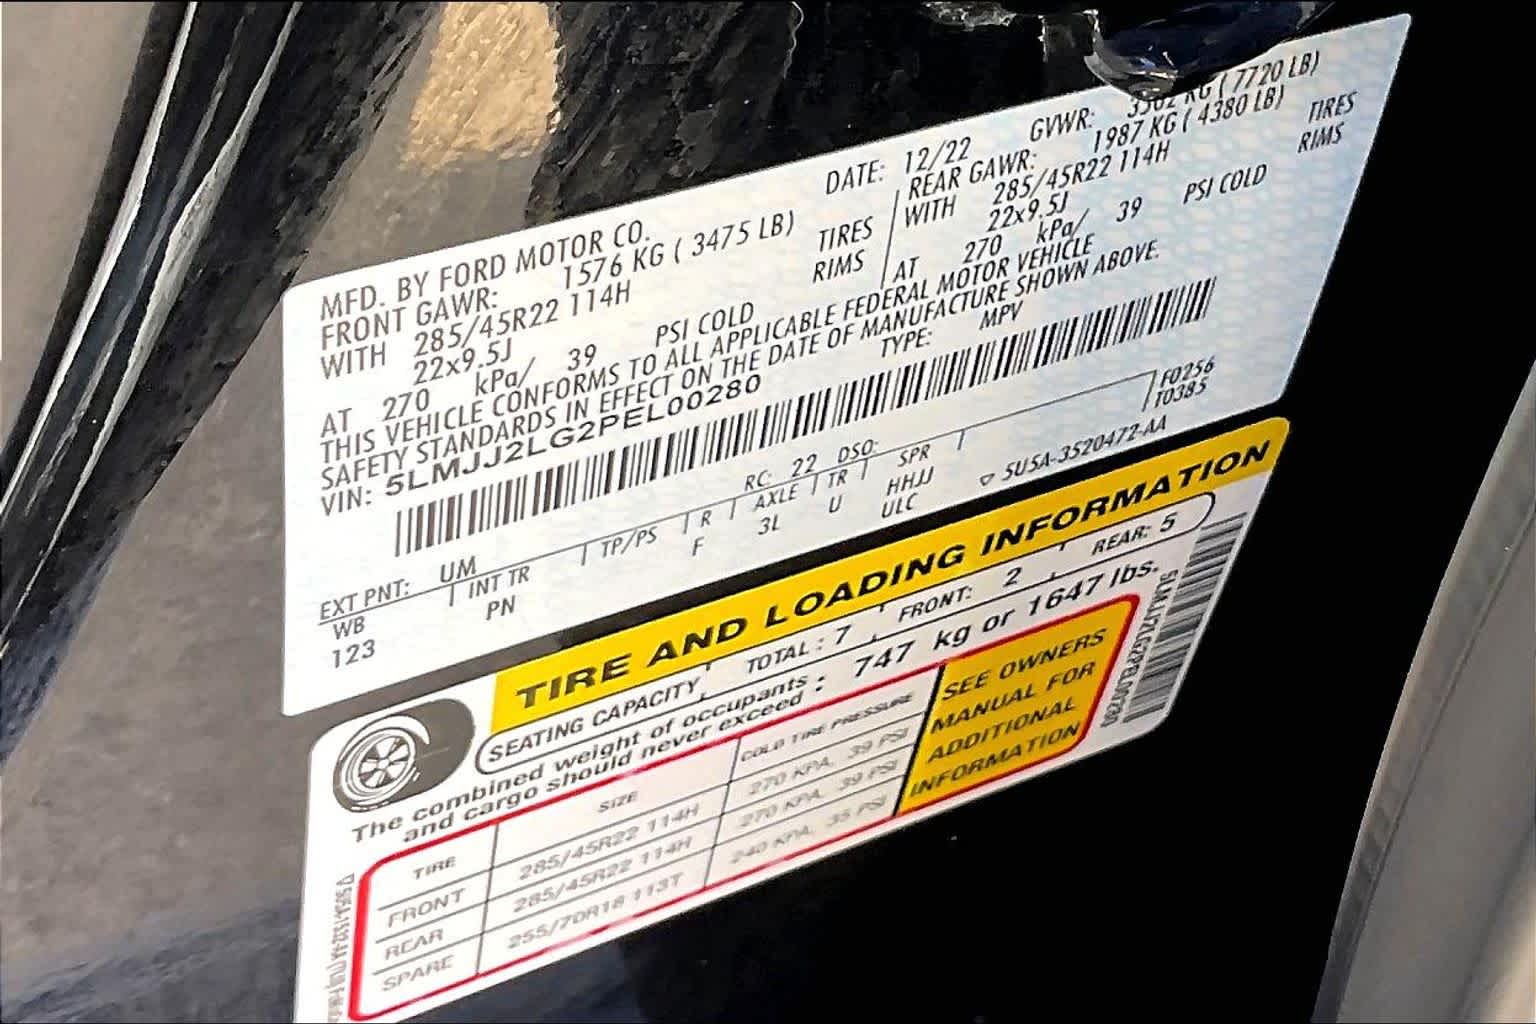 MFD. BY FORD MOTOR CO.
DATE: 12/22
GVWR: 3502 KG ( 7720 LB)
FRONT GAWR: 1576 KG ( 3475 LB)
REAR GAWR: 1987 KG ( 4380 LB)
WITH 285/45R22 114H TIRES
WITH 285/45R22 114H TIRES
22x9.5J RIMS
22x9.5J RIMS
AT 270 kPa/ 39 PSI COLD
AT 270 kPa/ 39 PSI COLD
THIS VEHICLE CONFORMS TO ALL APPLICABLE FEDERAL MOTOR VEHICLE
SAFETY STANDARDS IN EFFECT ON THE DATE OF MANUFACTURE SHOWN ABOVE.
VIN: 5LMJJ2LG2PEL00280
TYPE: MPV
F0256
T0385
EXT PNT: UM RC: 22 DSO:
WB INT TR TP/PS R AXLE TR SPR
123 PN F 3L U HHJJ
ULC
▽ 5U5A-3520472-AA
TIRE AND LOADING INFORMATION
SEATING CAPACITY TOTAL : 7 FRONT: 2 REAR: 5
The combined weight of occupants and cargo should never exceed : 747 kg or 1647 lbs.
TIRE SIZE COLD TIRE PRESSURE
FRONT 285/45R22 114H 270 KPA, 39 PSI
REAR 285/45R22 114H 270 KPA, 39 PSI
SPARE 255/70R18 113T 240 KPA, 35 PSI
SEE OWNERS
MANUAL FOR
ADDITIONAL
INFORMATION
5LMJJ2LG2PEL00280